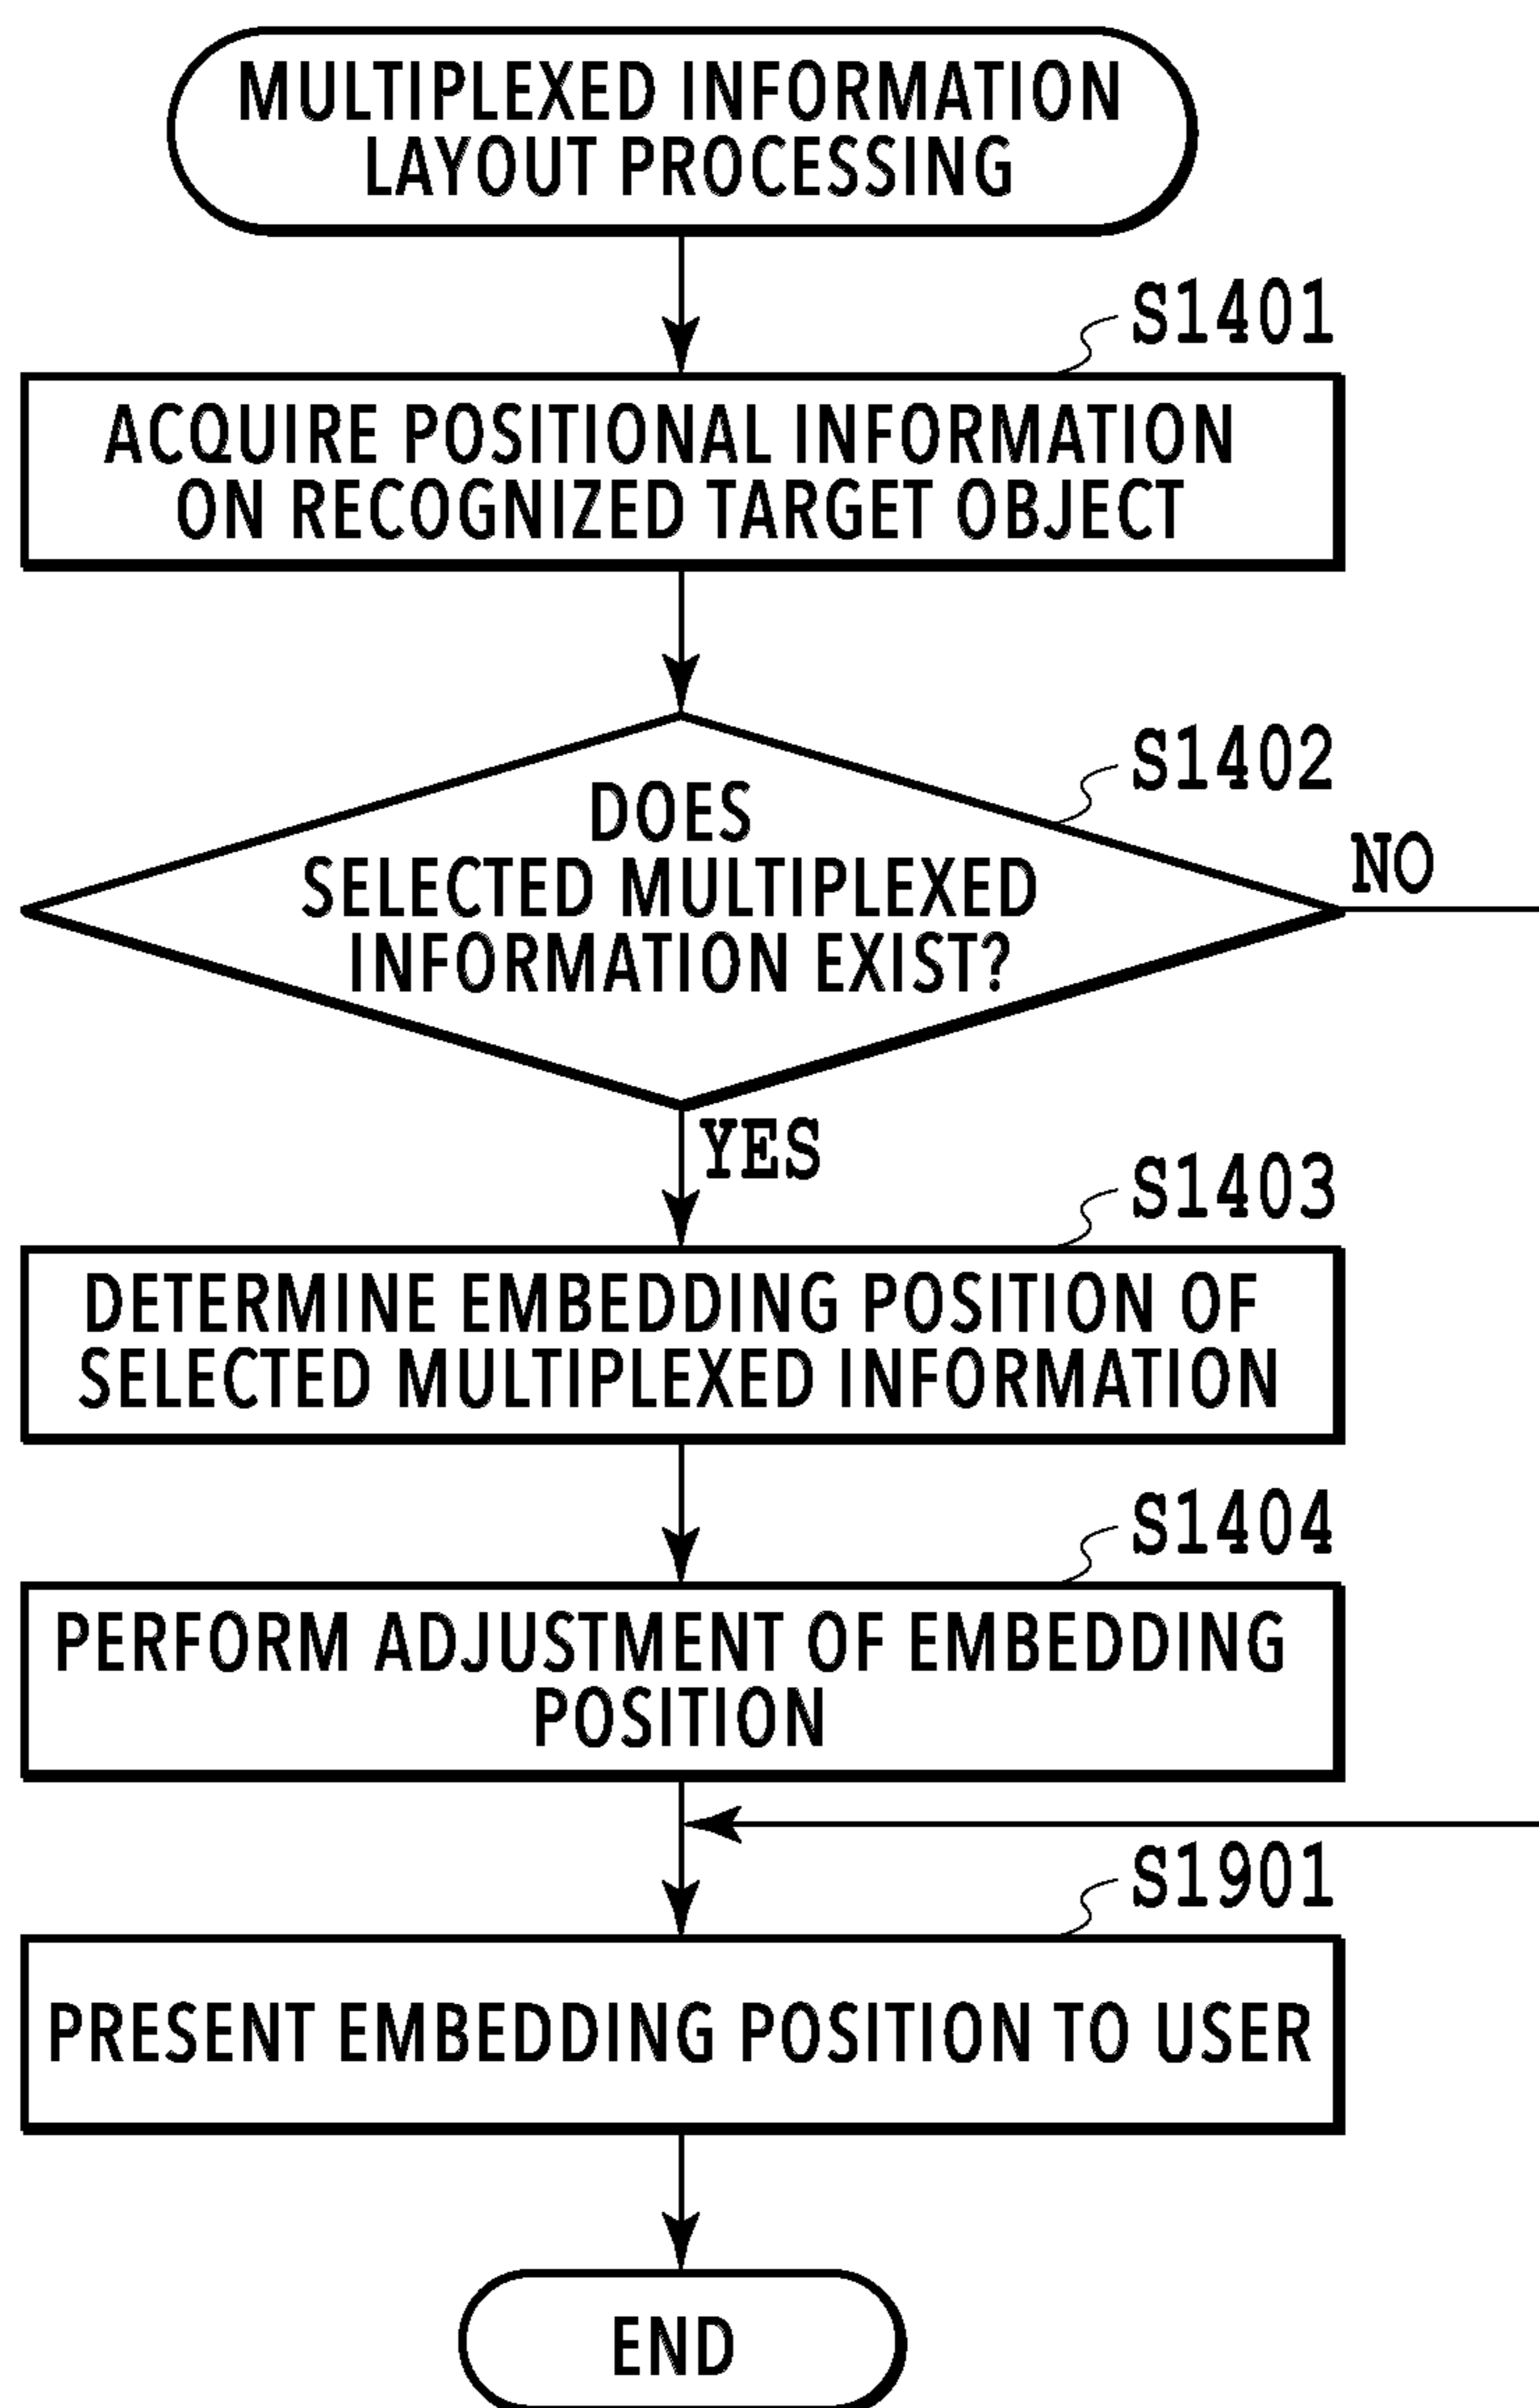 MULTIPLEXED INFORMATION
LAYOUT PROCESSING
S1401
ACQUIRE POSITIONAL INFORMATION
ON RECOGNIZED TARGET OBJECT
S1402
DOES
SELECTED MULTIPLEXED
INFORMATION EXIST?
NO
YES
S1403
DETERMINE EMBEDDING POSITION OF
SELECTED MULTIPLEXED INFORMATION
S1404
PERFORM ADJUSTMENT OF EMBEDDING
POSITION
S1901
PRESENT EMBEDDING POSITION TO USER
END